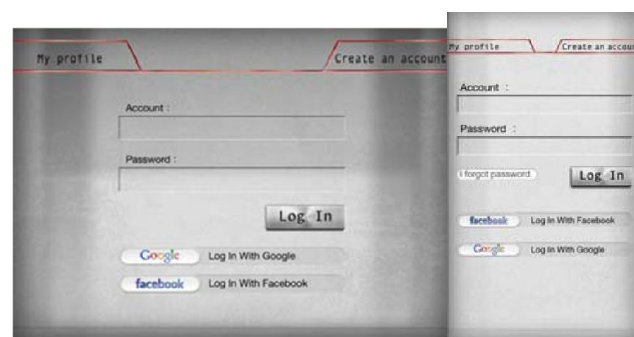 My profile
Create an account
Account :
Password :
Log In
Google Log In With Google
facebook Log In With Facebook
My profile
Create an accou
Account :
Password :
I forgot password
Log In
facebook Log In With Facebook
Google Log In With Google